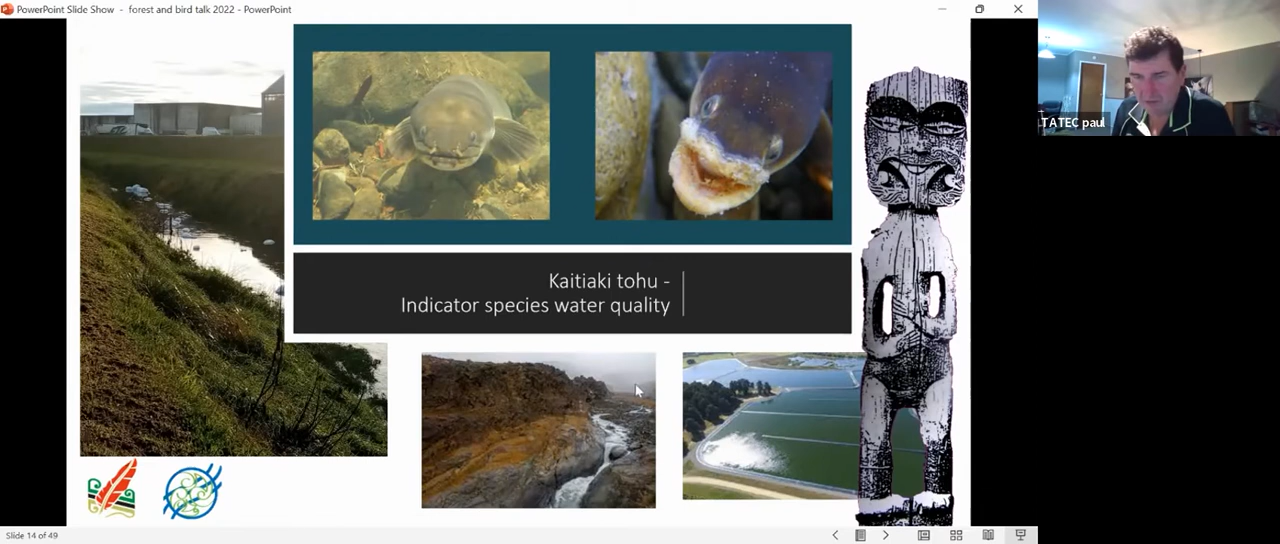 PowerPoint Slide Show - forest and bird talk 2022 - PowerPoint
TATEC paul
Kaitiaki tohu -
Indicator species water quality
Slide 14 of 49